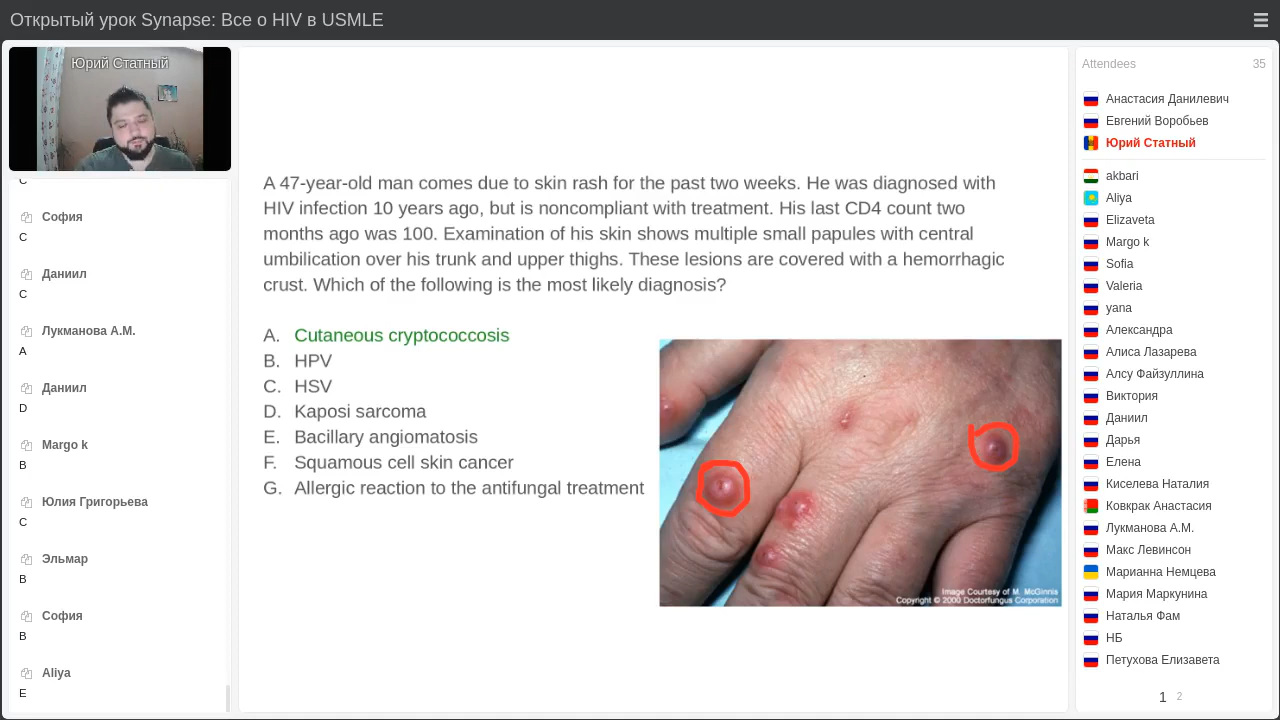 Открытый урок Synapse: Все о HIV в USMLE
Юрий Статный
C
София
C
Даниил
C
Лукманова А.М.
A
Даниил
D
Margo k
B
Юлия Григорьева
C
Эльмар
B
София
B
Aliya
E
A 47-year-old man comes due to skin rash for the past two weeks. He was diagnosed with
HIV infection 10 years ago, but is noncompliant with treatment. His last CD4 count two
months ago was 100. Examination of his skin shows multiple small papules with central
umbilication over his trunk and upper thighs. These lesions are covered with a hemorrhagic
crust. Which of the following is the most likely diagnosis?
A. Cutaneous cryptococcosis
B. HPV
C. HSV
D. Kaposi sarcoma
E. Bacillary angiomatosis
F. Squamous cell skin cancer
G. Allergic reaction to the antifungal treatment
Image Courtesy of M. McGinnis
Copyright © 2000 Doctorfungus Corporation
Attendees 35
Анастасия Данилевич
Евгений Воробьев
Юрий Статный
akbari
Aliya
Elizaveta
Margo k
Sofia
Valeria
yana
Александра
Алиса Лазарева
Алсу Файзуллина
Виктория
Даниил
Дарья
Елена
Киселева Наталия
Ковкрак Анастасия
Лукманова А.М.
Макс Левинсон
Марианна Немцева
Мария Маркунина
Наталья Фам
НБ
Петухова Елизавета
1 2